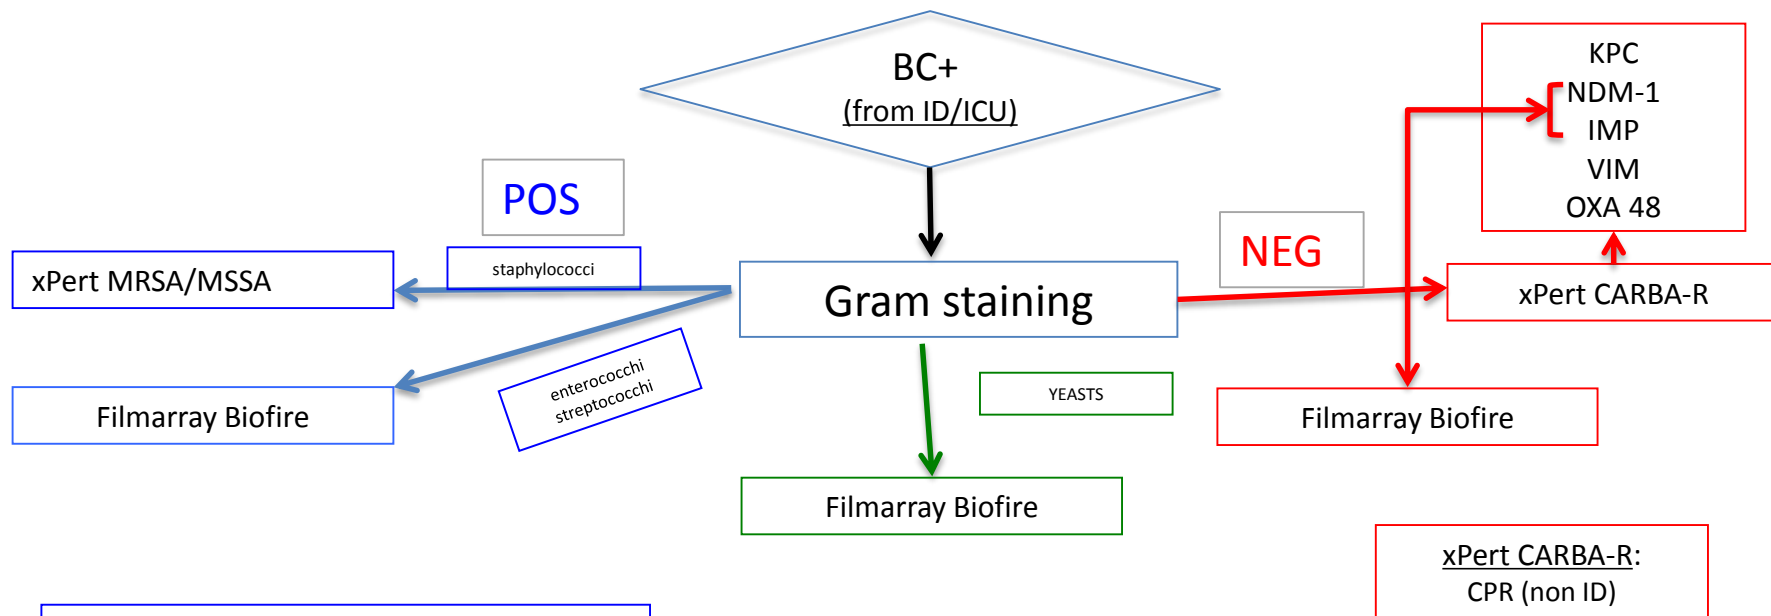 BC+
(from ID/ICU)
KPC
NDM-1
IMP
VIM
OXA 48
POS
NEG
staphylococci
xPert MRSA/MSSA
Gram staining
xPert CARBA-R
enterococchi
streptococchi
YEASTS
Filmarray Biofire
Filmarray Biofire
Filmarray Biofire
xPert CARBA-R:
CPR (non ID)